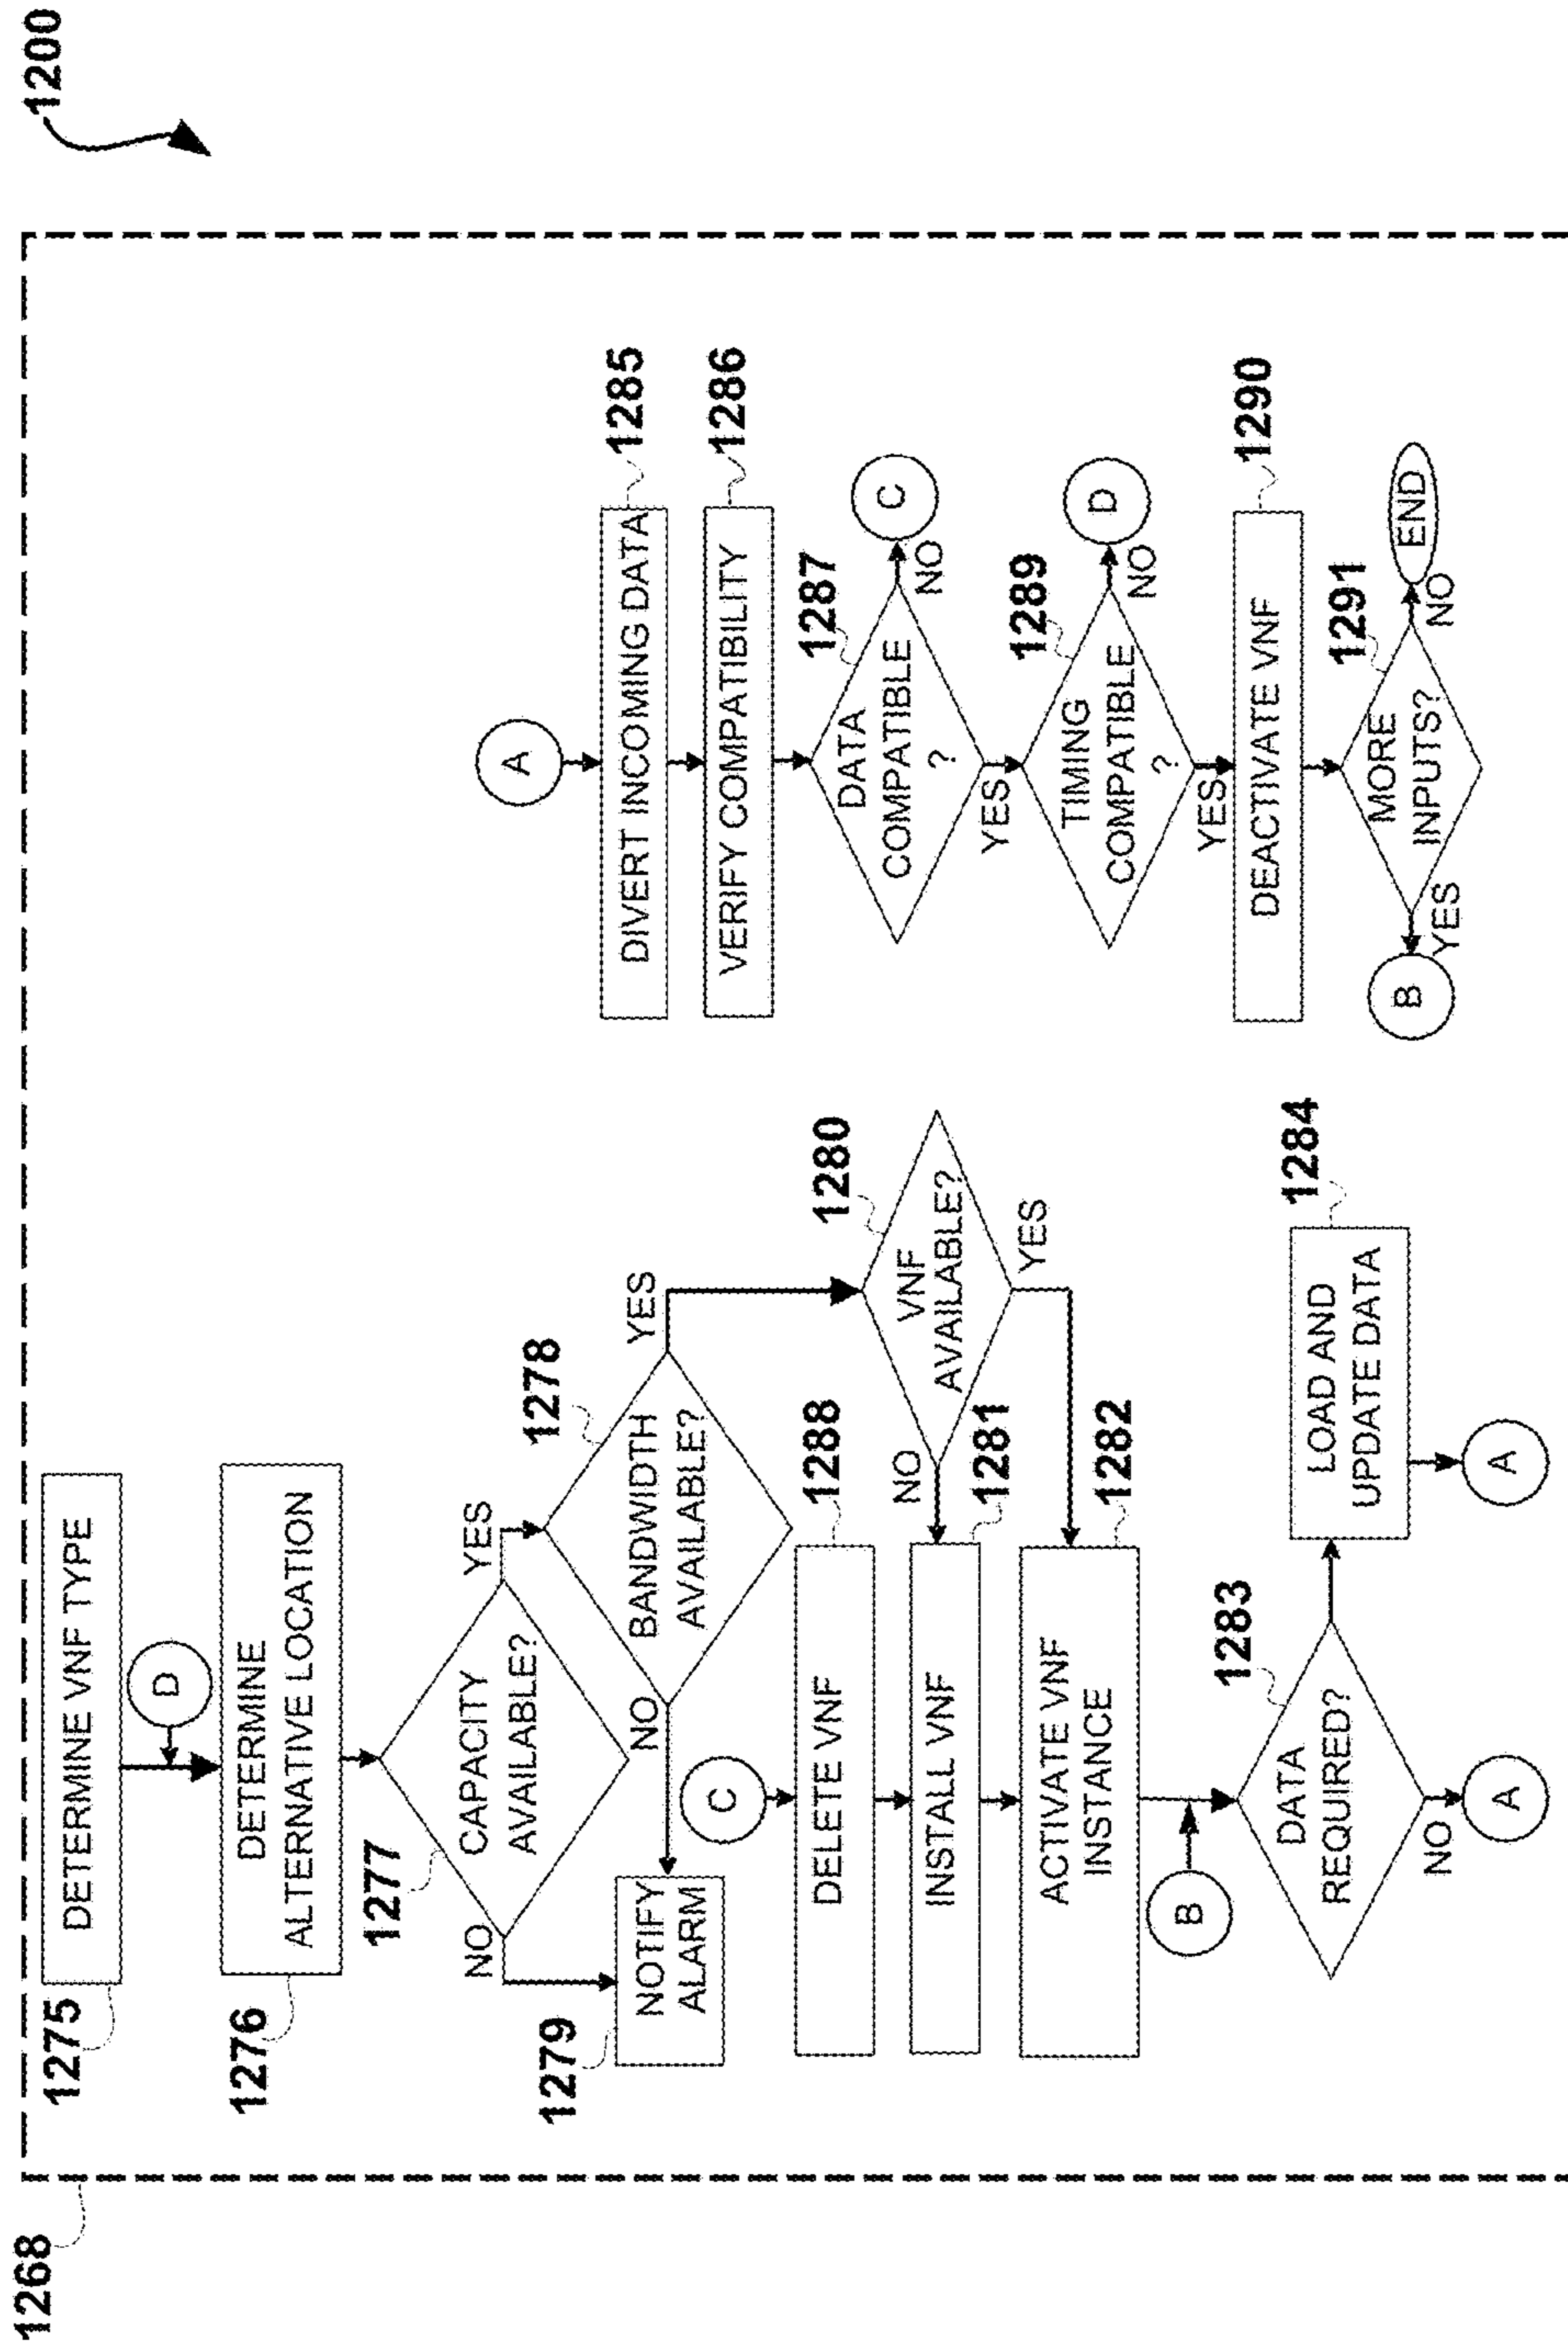 1268
1200
1275
DETERMINE VNF TYPE
D
1276
DETERMINE
ALTERNATIVE LOCATION
1277
CAPACITY
AVAILABLE?
NO
YES
1278
BANDWIDTH
AVAILABLE?
NO
YES
1279
NOTIFY
ALARM
C
1280
VNF
AVAILABLE?
NO
YES
DELETE VNF
1288
INSTALL VNF
1281
ACTIVATE VNF
INSTANCE
1282
B
1283
DATA
REQUIRED?
NO
A
1284
LOAD AND
UPDATE DATA
A
A
DIVERT INCOMING DATA
1285
VERIFY COMPATIBILITY
1286
1287
DATA
COMPATIBLE
?
NO
C
YES
1289
TIMING
COMPATIBLE
?
NO
D
YES
DEACTIVATE VNF
1290
1291
MORE
INPUTS?
YES
B
NO
END